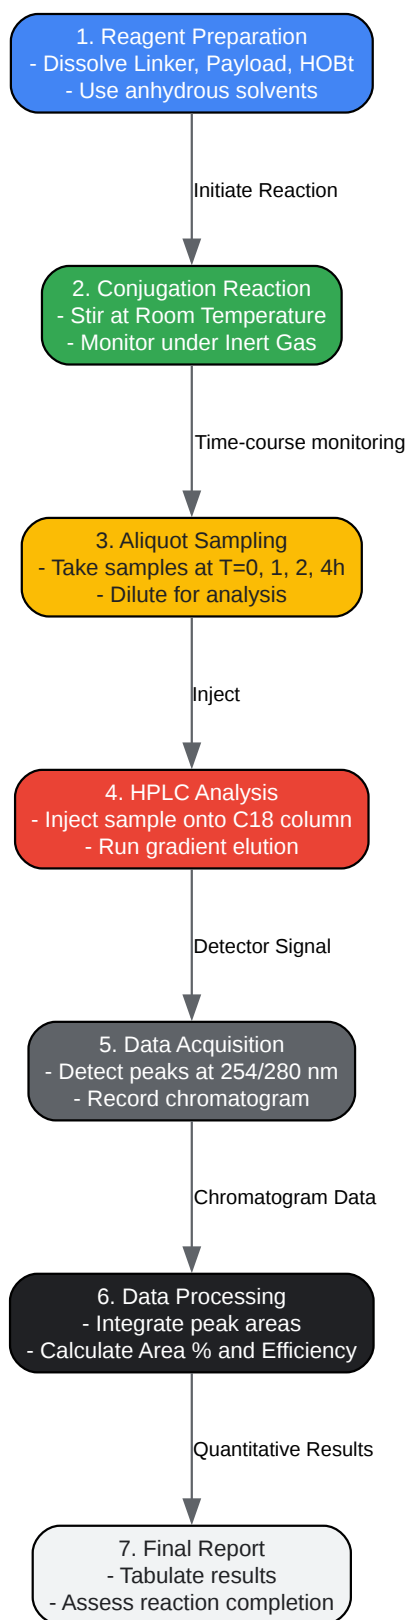 1. Reagent Preparation
- Dissolve Linker, Payload, HOBt
- Use anhydrous solvents
Initiate Reaction
2. Conjugation Reaction
- Stir at Room Temperature
- Monitor under Inert Gas
Time-course monitoring
3. Aliquot Sampling
- Take samples at T=0, 1, 2, 4h
- Dilute for analysis
Inject
4. HPLC Analysis
- Inject sample onto C18 column
- Run gradient elution
Detector Signal
5. Data Acquisition
- Detect peaks at 254/280 nm
- Record chromatogram
Chromatogram Data
6. Data Processing
- Integrate peak areas
- Calculate Area % and Efficiency
Quantitative Results
7. Final Report
- Tabulate results
- Assess reaction completion